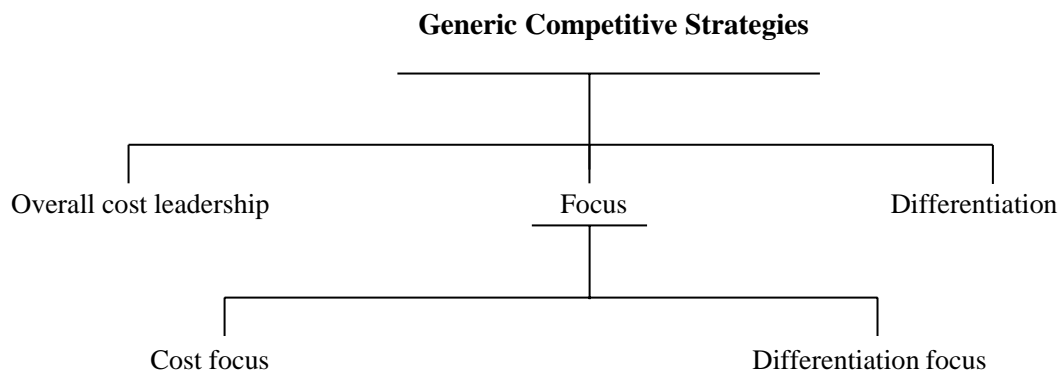 Generic Competitive Strategies
Overall cost leadership
Focus
Differentiation
Cost focus
Differentiation focus